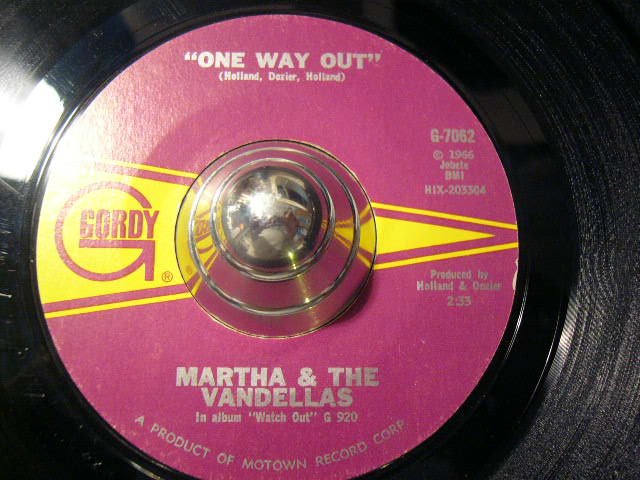 "ONE WAY OUT"
(Holland, Dozier, Holland)
G-7062
© 1966
Jobete
BMI
HIX-203304
GORDY
®
Produced by
Holland & Dozier
2:33
MARTHA & THE
VANDELLAS
In album "Watch Out" G 920
A PRODUCT OF MOTOWN RECORD CORP.